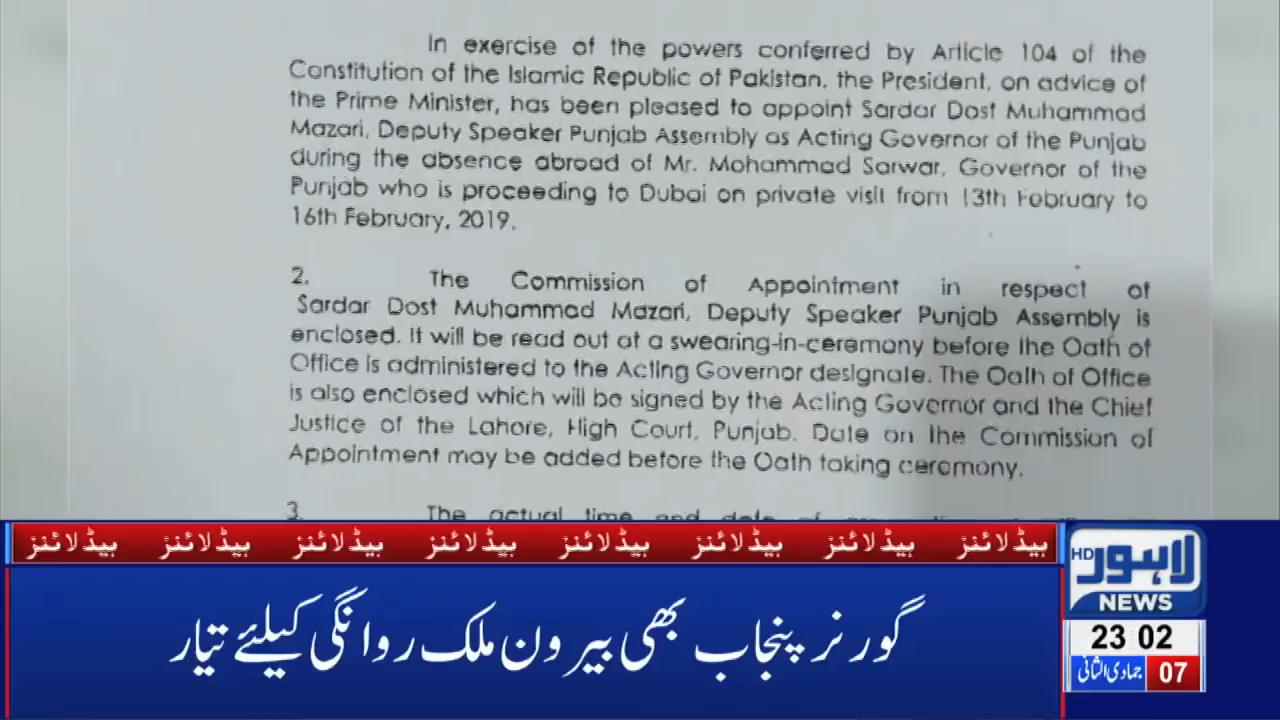 In exercise of the powers conferred by Article 104 of the
Constitution of the Islamic Republic of Pakistan, the President, on advice of
the Prime Minister, has been pleased to appoint Sardar Dost Muhammad
Mazari, Deputy Speaker Punjab Assembly as Acting Governor of the Punjab
during the absence abroad of Mr. Mohammad Sarwar, Governor of the
Punjab who is proceeding to Dubai on private visit from 13th February to
16th February, 2019.
2. The Commission of Appointment in respect of
Sardar Dost Muhammad Mazari, Deputy Speaker Punjab Assembly is
enclosed. It will be read out at a swearing-in-ceremony before the Oath of
Office is administered to the Acting Governor designate. The Oath of Office
is also enclosed which will be signed by the Acting Governor and the Chief
Justice of the Lahore, High Court, Punjab. Date on the Commission of
Appointment may be added before the Oath taking ceremony.
3. The actual time and date of
ہیڈلائنز ہیڈلائنز ہیڈلائنز ہیڈلائنز ہیڈلائنز ہیڈلائنز ہیڈلائنز ہیڈلائنز
گورنر پنجاب بھی بیرون ملک روانگی کیلئے تیار
HD لاہور
NEWS
23 02
07 جمادی الثانی